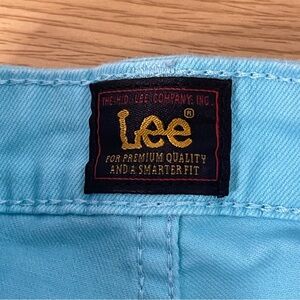 THE H.D. LEE COMPANY, INC.
Lee®
FOR PREMIUM QUALITY
AND A SMARTER FIT